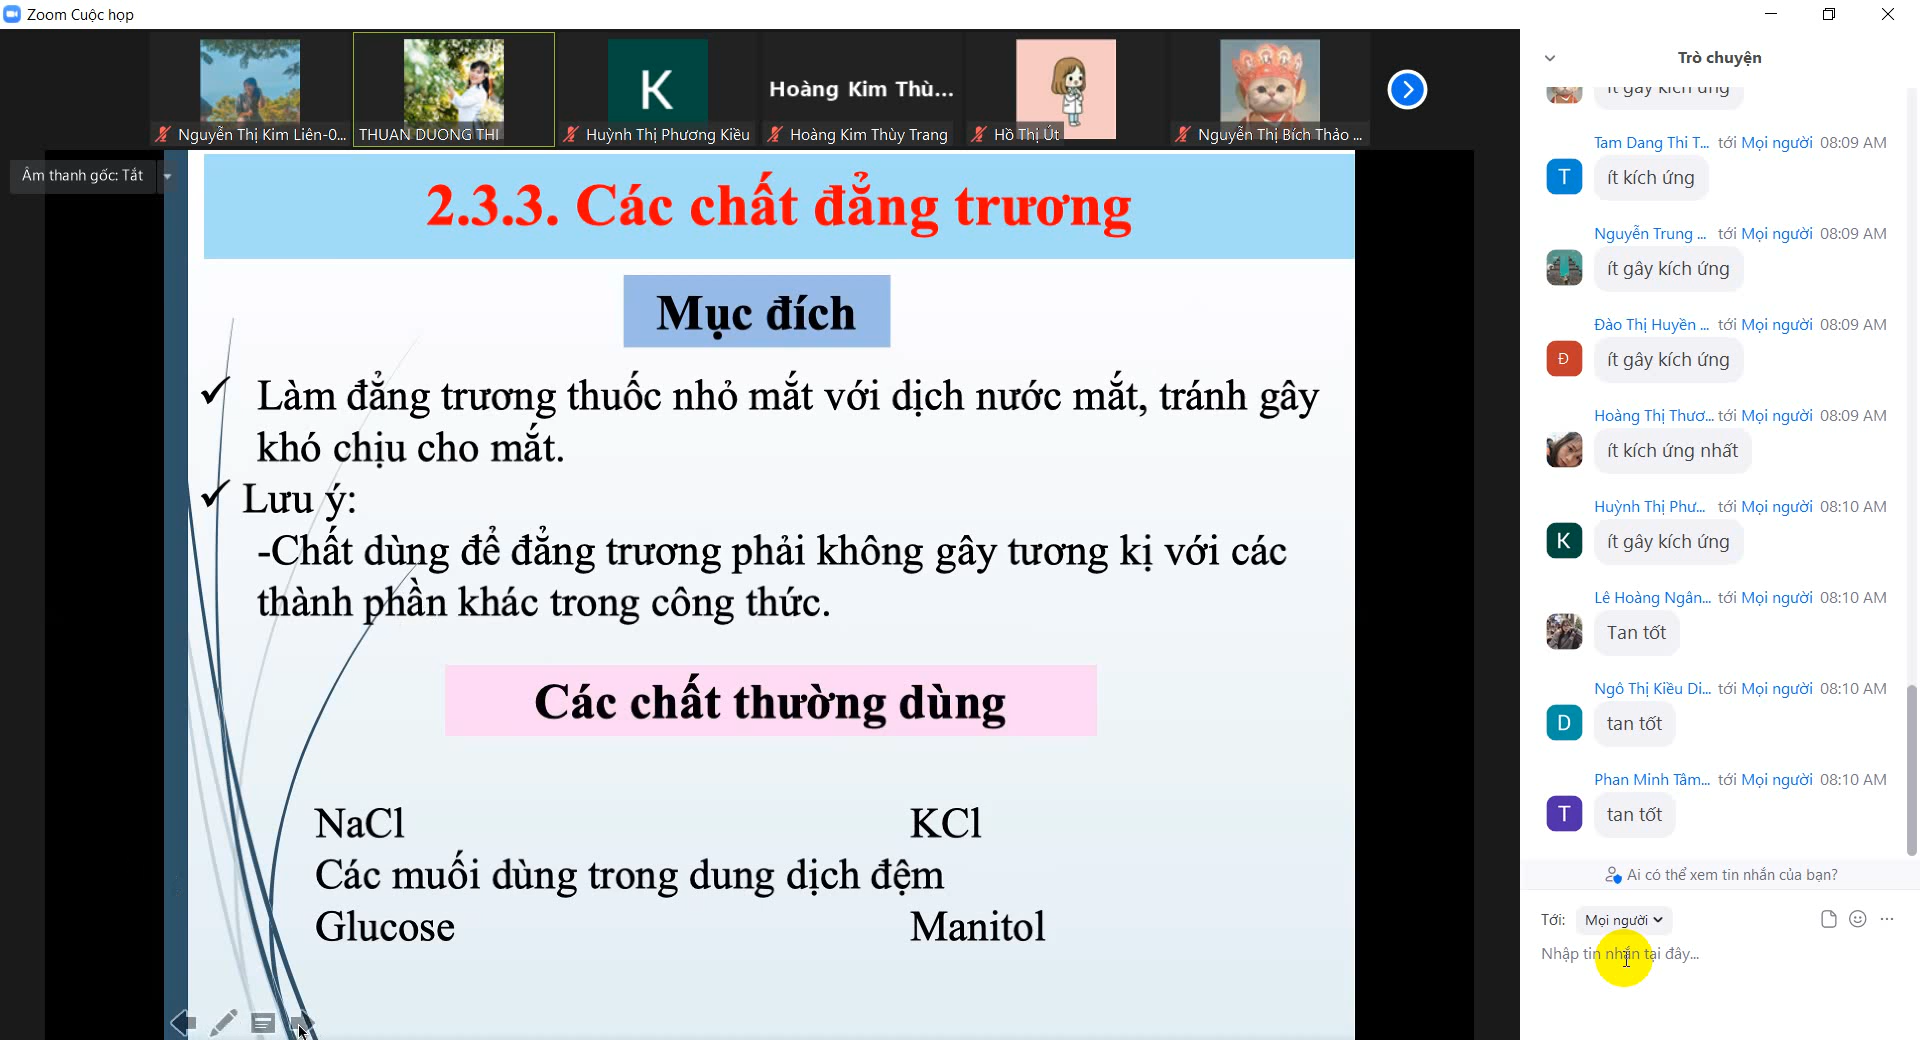 Zoom Cuộc họp
Nguyễn Thị Kim Liên-0...
THUAN DUONG THI
K
Huỳnh Thị Phương Kiều
Hoàng Kim Thù...
Hoàng Kim Thùy Trang
Hồ Thị Út
Nguyễn Thị Bích Thảo ...
Âm thanh gốc: Tắt
2.3.3. Các chất đẳng trương
Mục đích
✓ Làm đẳng trương thuốc nhỏ mắt với dịch nước mắt, tránh gây
khó chịu cho mắt.
✓ Lưu ý:
-Chất dùng để đẳng trương phải không gây tương kị với các
thành phần khác trong công thức.
Các chất thường dùng
NaCl KCl
Các muối dùng trong dung dịch đệm
Glucose Manitol
Trò chuyện
ít gây kích ứng
Tam Dang Thi T... tới Mọi người 08:09 AM
T
ít kích ứng
Nguyễn Trung ... tới Mọi người 08:09 AM
ít gây kích ứng
Đào Thị Huyền ... tới Mọi người 08:09 AM
Đ
ít gây kích ứng
Hoàng Thị Thươ... tới Mọi người 08:09 AM
ít kích ứng nhất
Huỳnh Thị Phư... tới Mọi người 08:10 AM
K
ít gây kích ứng
Lê Hoàng Ngân... tới Mọi người 08:10 AM
Tan tốt
Ngô Thị Kiều Di... tới Mọi người 08:10 AM
D
tan tốt
Phan Minh Tâm... tới Mọi người 08:10 AM
T
tan tốt
Ai có thể xem tin nhắn của bạn?
Tới: Mọi người
Nhập tin nhắn tại đây...